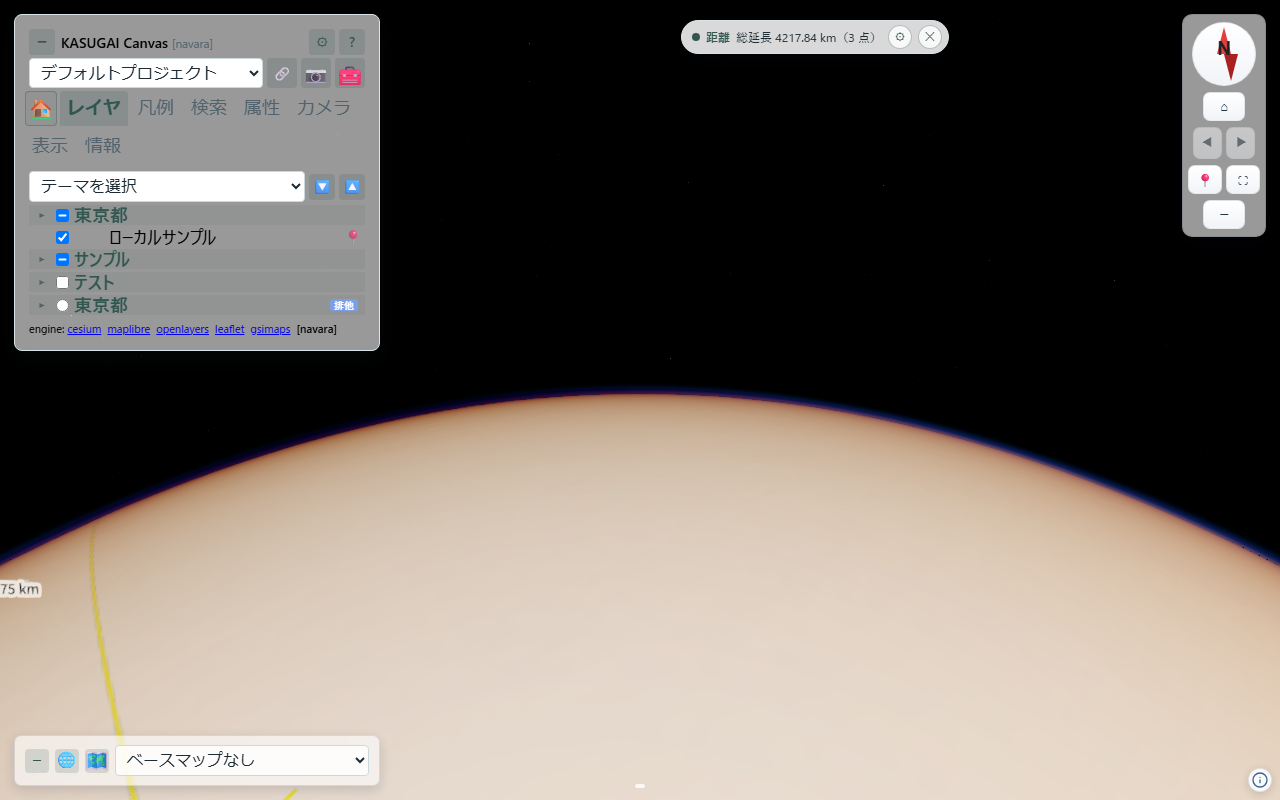 KASUGAI Canvas [navara]
?
デフォルトプロジェクト
レイヤ 凡例 検索 属性 カメラ
表示 情報
テーマを選択
東京都
ローカルサンプル
サンプル
テスト
東京都 排他
engine: cesium maplibre openlayers leaflet gsimaps [navara]
距離 総延長 4217.84 km（3 点）
N
75 km
ベースマップなし